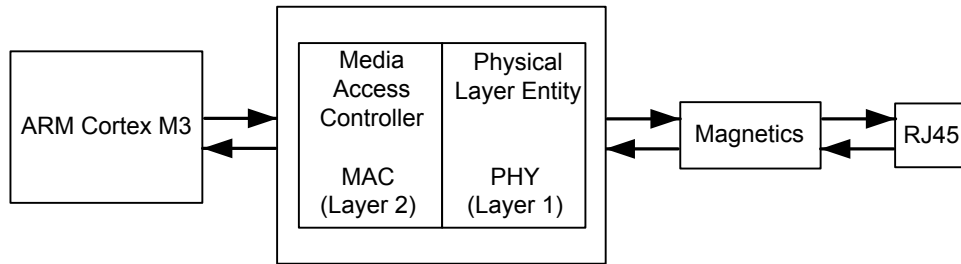 ARM Cortex M3
Media
Access
Controller
MAC
(Layer 2)
Physical
Layer Entity
PHY
(Layer 1)
Magnetics
RJ45